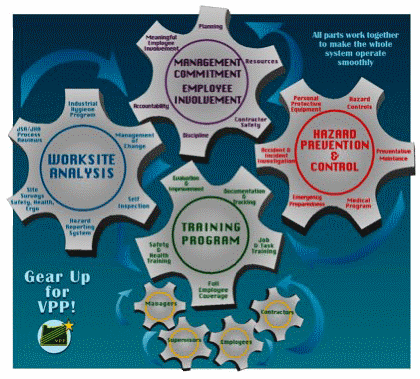 Planning
Meaningful
Employee
Involvement
MANAGEMENT
COMMITMENT
EMPLOYEE
INVOLVEMENT
Resources
Accountability
Contractor
Safety
Discipline
All parts work together
to make the whole
system operate
smoothly
Industrial
Hygiene
Program
JSA/JHA
Process
Reviews
Management
of
Change
WORKSITE
ANALYSIS
Site
Surveys
Safety, Health,
Ergo
Self
Inspection
Hazard
Reporting
System
Personal
Protective
Equipment
Hazard
Controls
HAZARD
PREVENTION
&
CONTROL
Accident &
Incident
Investigation
Preventative
Maintance
Emergency
Preparedness
Medical
Program
Evaluation
&
Improvement
Documentation
&
Tracking
TRAINING
PROGRAM
Safety
&
Health
Training
Job
& Task
Training
Full
Employee
Coverage
Managers
Supervisors
Employees
Contractors
Gear Up
for
VPP!
VPP